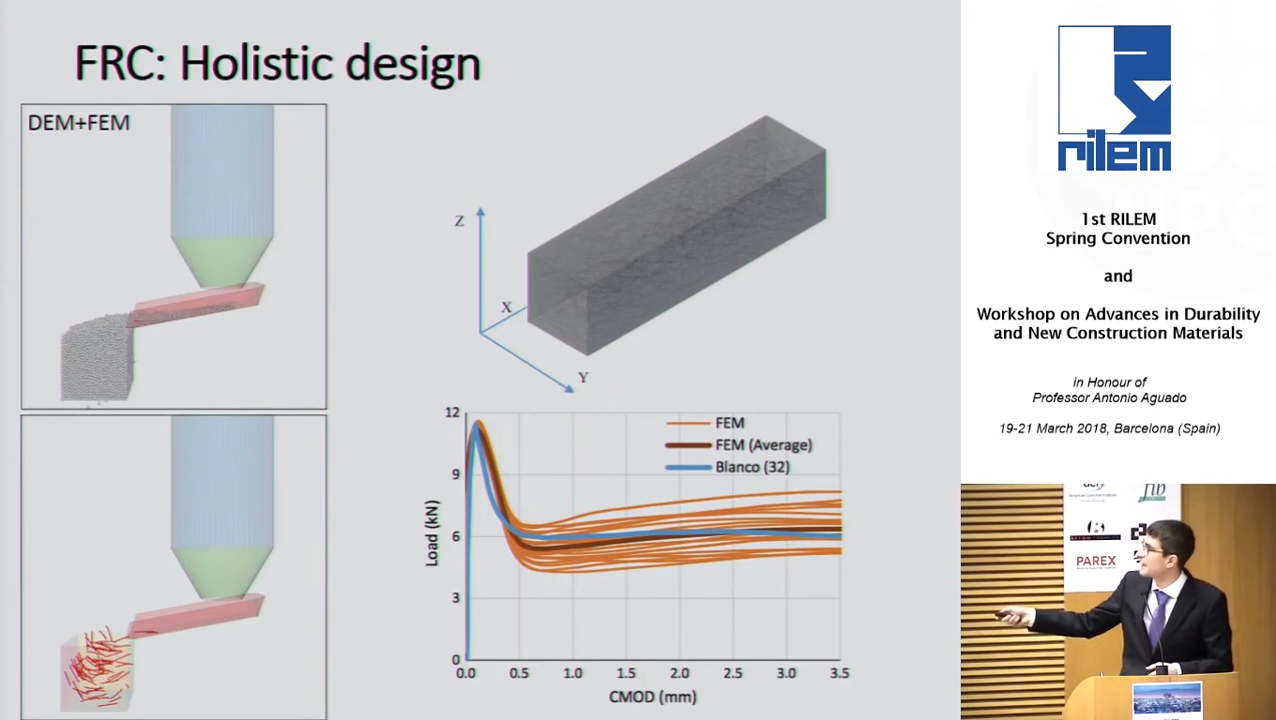 FRC: Holistic design
DEM+FEM
Z
X
Y
12
9
6
3
0
Load (kN)
FEM
FEM (Average)
Blanco (32)
0.0 0.5 1.0 1.5 2.0 2.5 3.0 3.5
CMOD (mm)
rilem
1st RILEM
Spring Convention
and
Workshop on Advances in Durability
and New Construction Materials
in Honour of
Professor Antonio Aguado
19-21 March 2018, Barcelona (Spain)
fib
PAREX